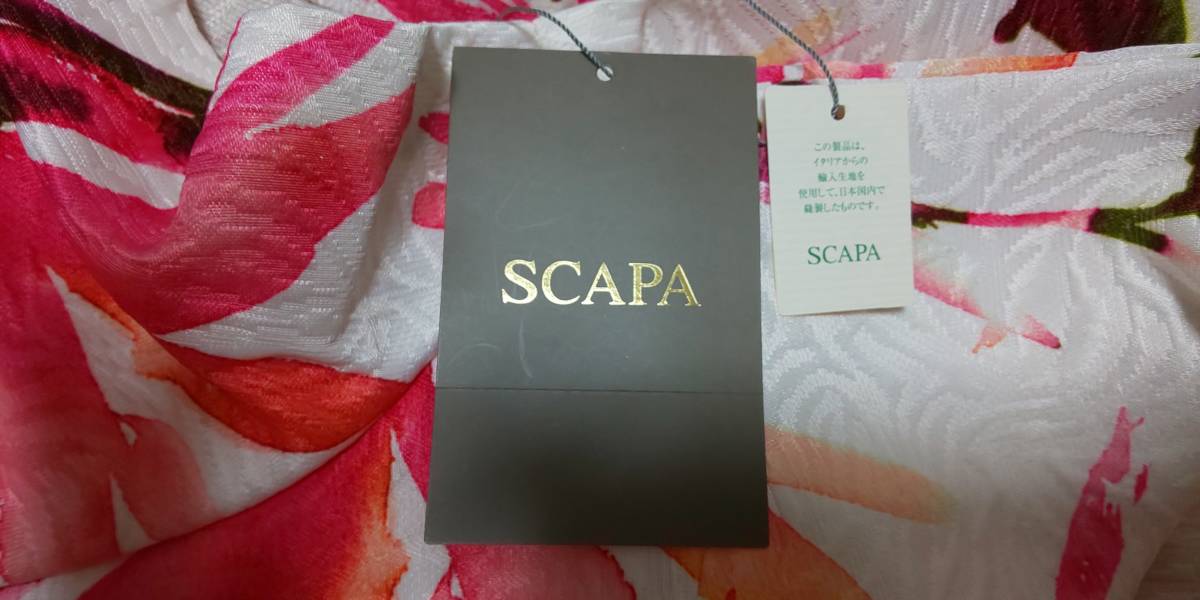 SCAPA
この製品は、
イタリアからの
輸入生地を
使用して、日本国内で
縫製したものです。
SCAPA